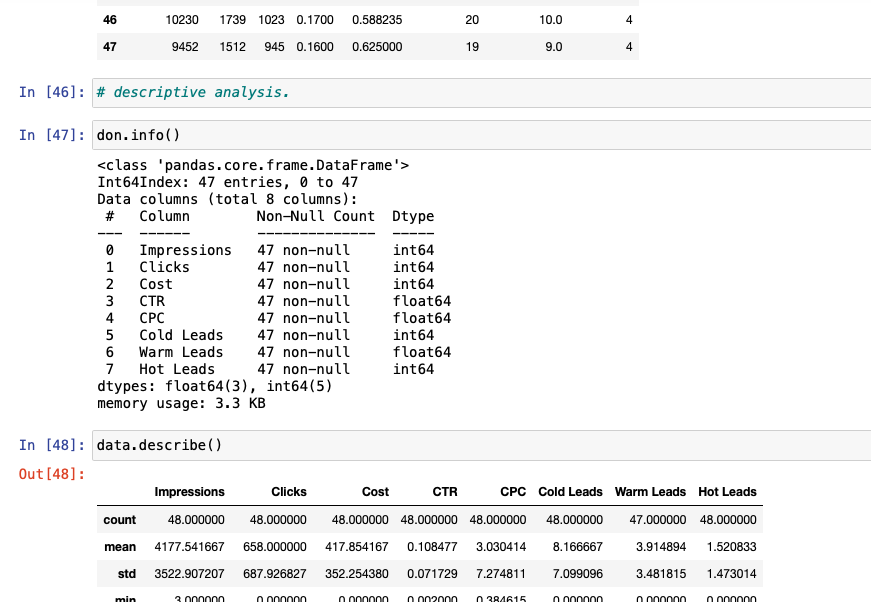 46 10230 1739 1023 0.1700 0.588235 20 10.0 4
47 9452 1512 945 0.1600 0.625000 19 9.0 4
In [46]: # descriptive analysis.
In [47]: don.info()
<class 'pandas.core.frame.DataFrame'>
Int64Index: 47 entries, 0 to 47
Data columns (total 8 columns):
# Column Non-Null Count Dtype
--- ------ -------------- -----
0 Impressions 47 non-null int64
1 Clicks 47 non-null int64
2 Cost 47 non-null int64
3 CTR 47 non-null float64
4 CPC 47 non-null float64
5 Cold Leads 47 non-null int64
6 Warm Leads 47 non-null float64
7 Hot Leads 47 non-null int64
dtypes: float64(3), int64(5)
memory usage: 3.3 KB
In [48]: data.describe()
Out[48]:
Impressions Clicks Cost CTR CPC Cold Leads Warm Leads Hot Leads
count 48.000000 48.000000 48.000000 48.000000 48.000000 48.000000 47.000000 48.000000
mean 4177.541667 658.000000 417.854167 0.108477 3.030414 8.166667 3.914894 1.520833
std 3522.907207 687.926827 352.254380 0.071729 7.274811 7.099096 3.481815 1.473014
min 3.000000 0.000000 0.000000 0.002000 0.384615 0.000000 0.000000 0.000000